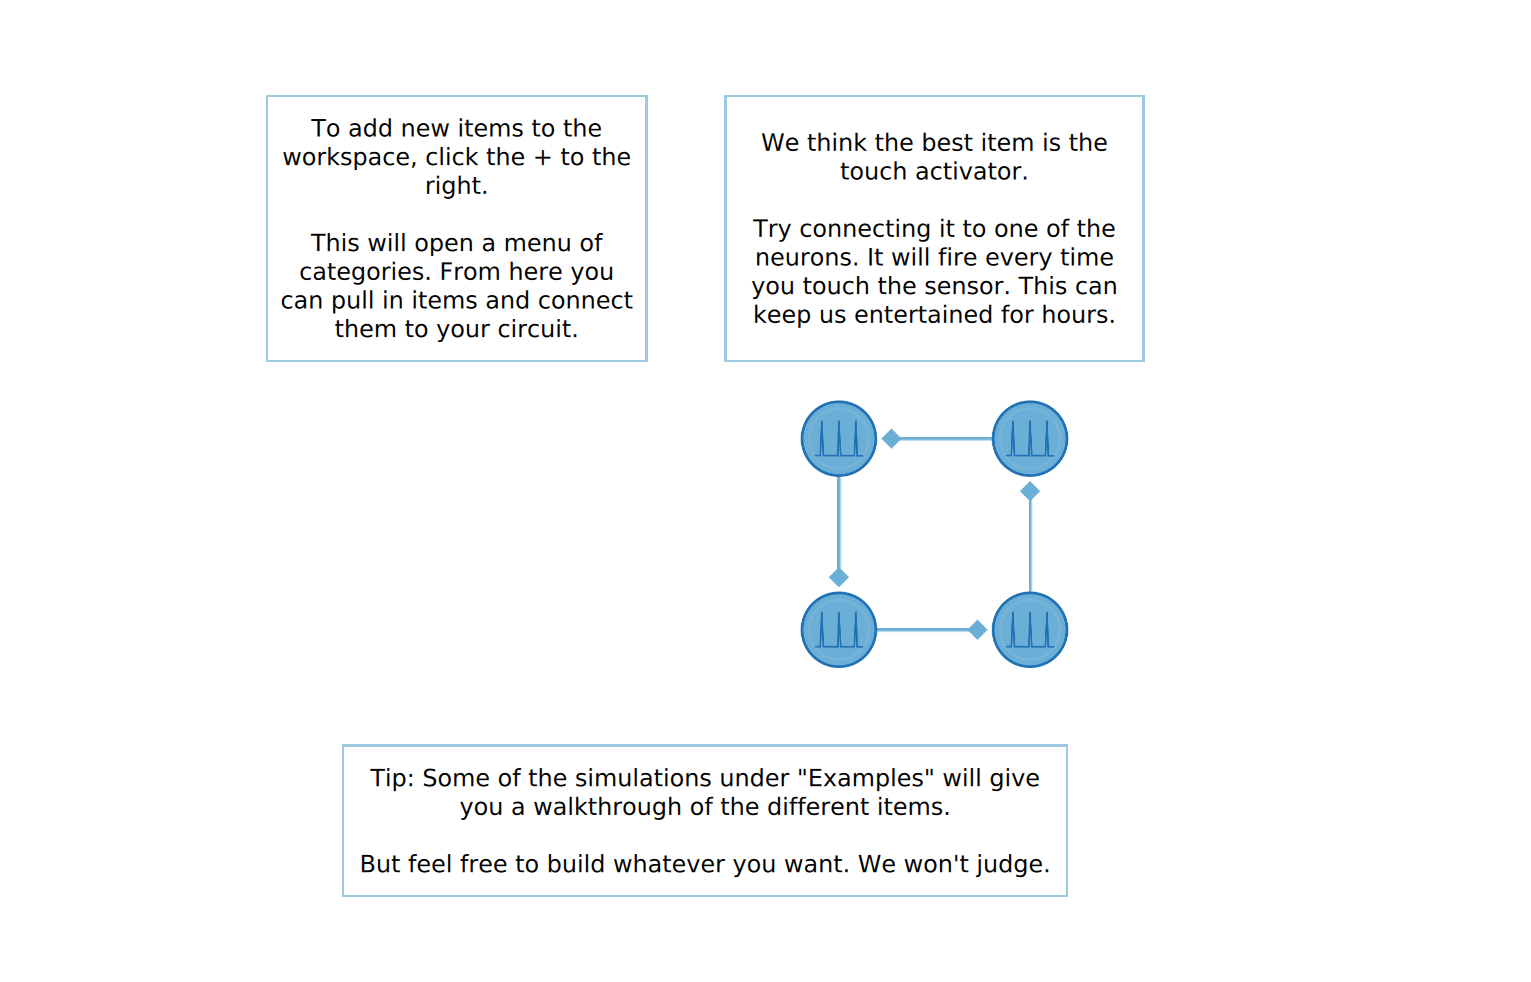 To add new items to the
workspace, click the + to the
right.
This will open a menu of
categories. From here you
can pull in items and connect
them to your circuit.
We think the best item is the
touch activator.
Try connecting it to one of the
neurons. It will fire every time
you touch the sensor. This can
keep us entertained for hours.
Tip: Some of the simulations under "Examples" will give
you a walkthrough of the different items.
But feel free to build whatever you want. We won't judge.